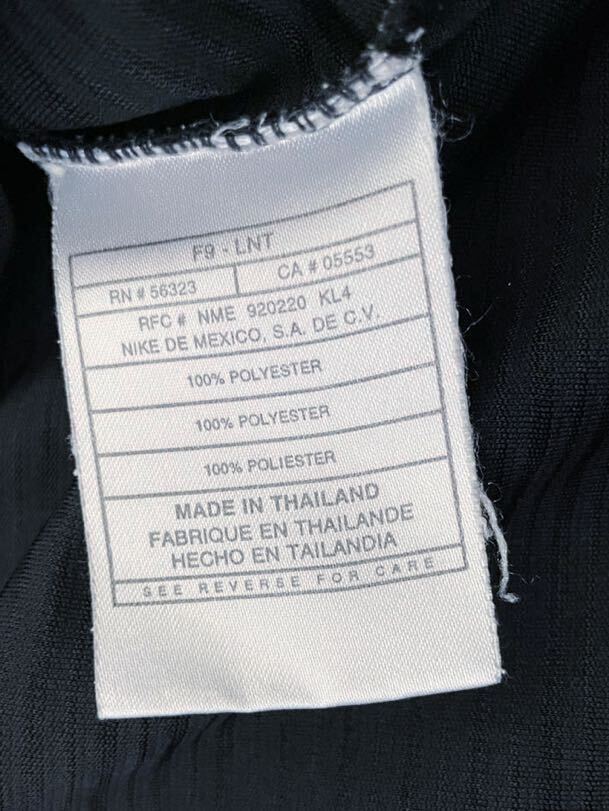 F9 - LNT
RN # 56323
CA # 05553
RFC # NME 920220 KL4
NIKE DE MEXICO, S.A. DE C.V.
100% POLYESTER
100% POLYESTER
100% POLIESTER
MADE IN THAILAND
FABRIQUE EN THAILANDE
HECHO EN TAILANDIA
SEE REVERSE FOR CARE